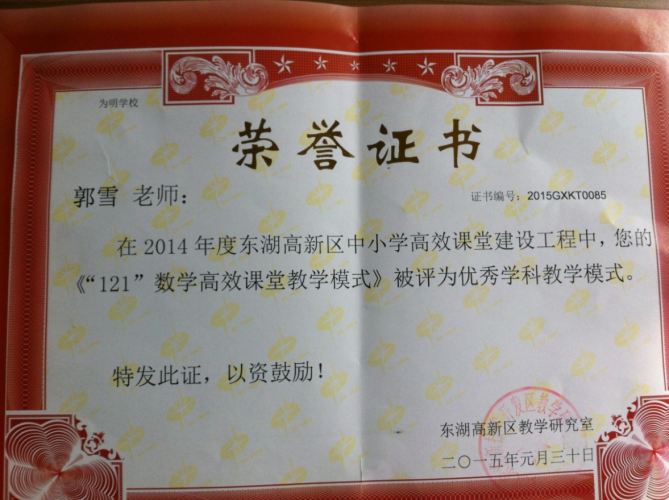 为明学校
荣誉证书
郭雪 老师：
证书编号：2015GXKT0085
在 2014 年度东湖高新区中小学高效课堂建设工程中，您的
《“121”数学高效课堂教学模式》被评为优秀学科教学模式。
特发此证，以资鼓励！
东湖高新区教学研究室
二〇一五年元月三十日